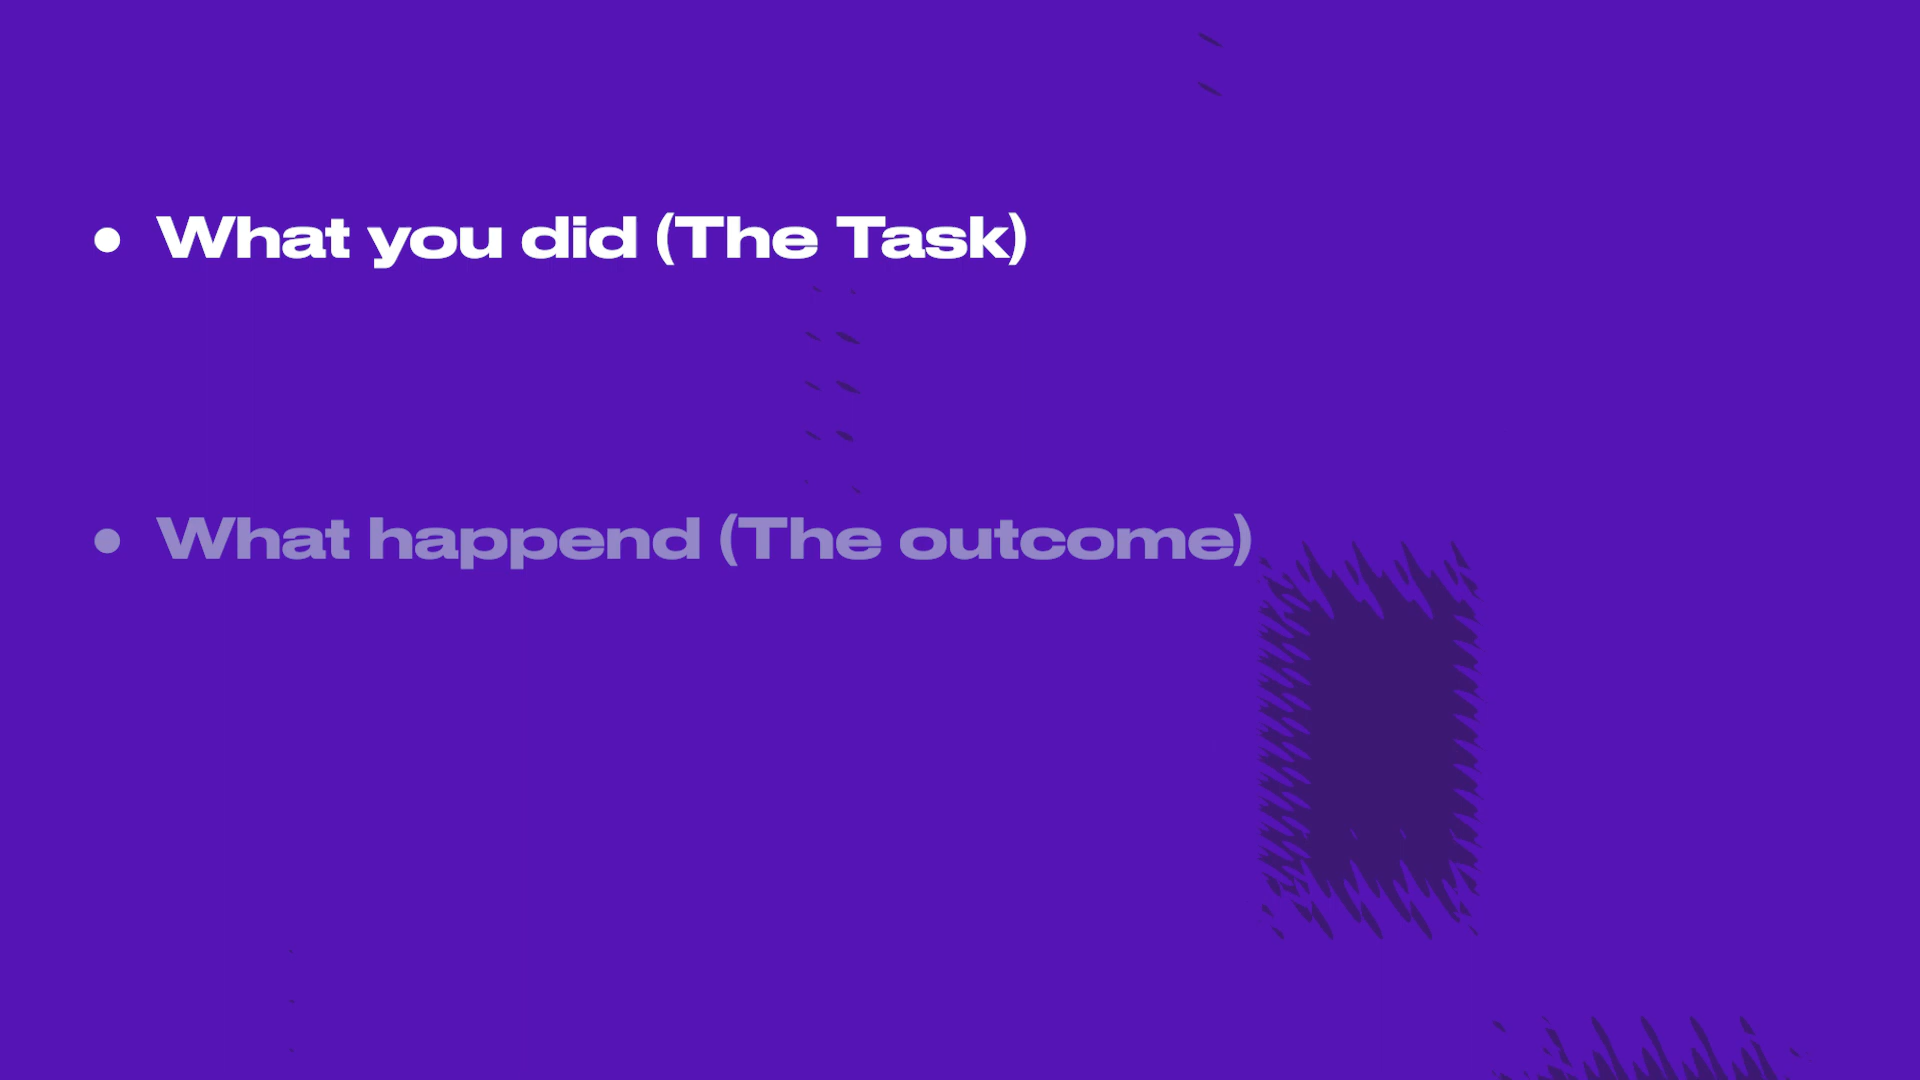 • What you did (The Task)
• What happend (The outcome)